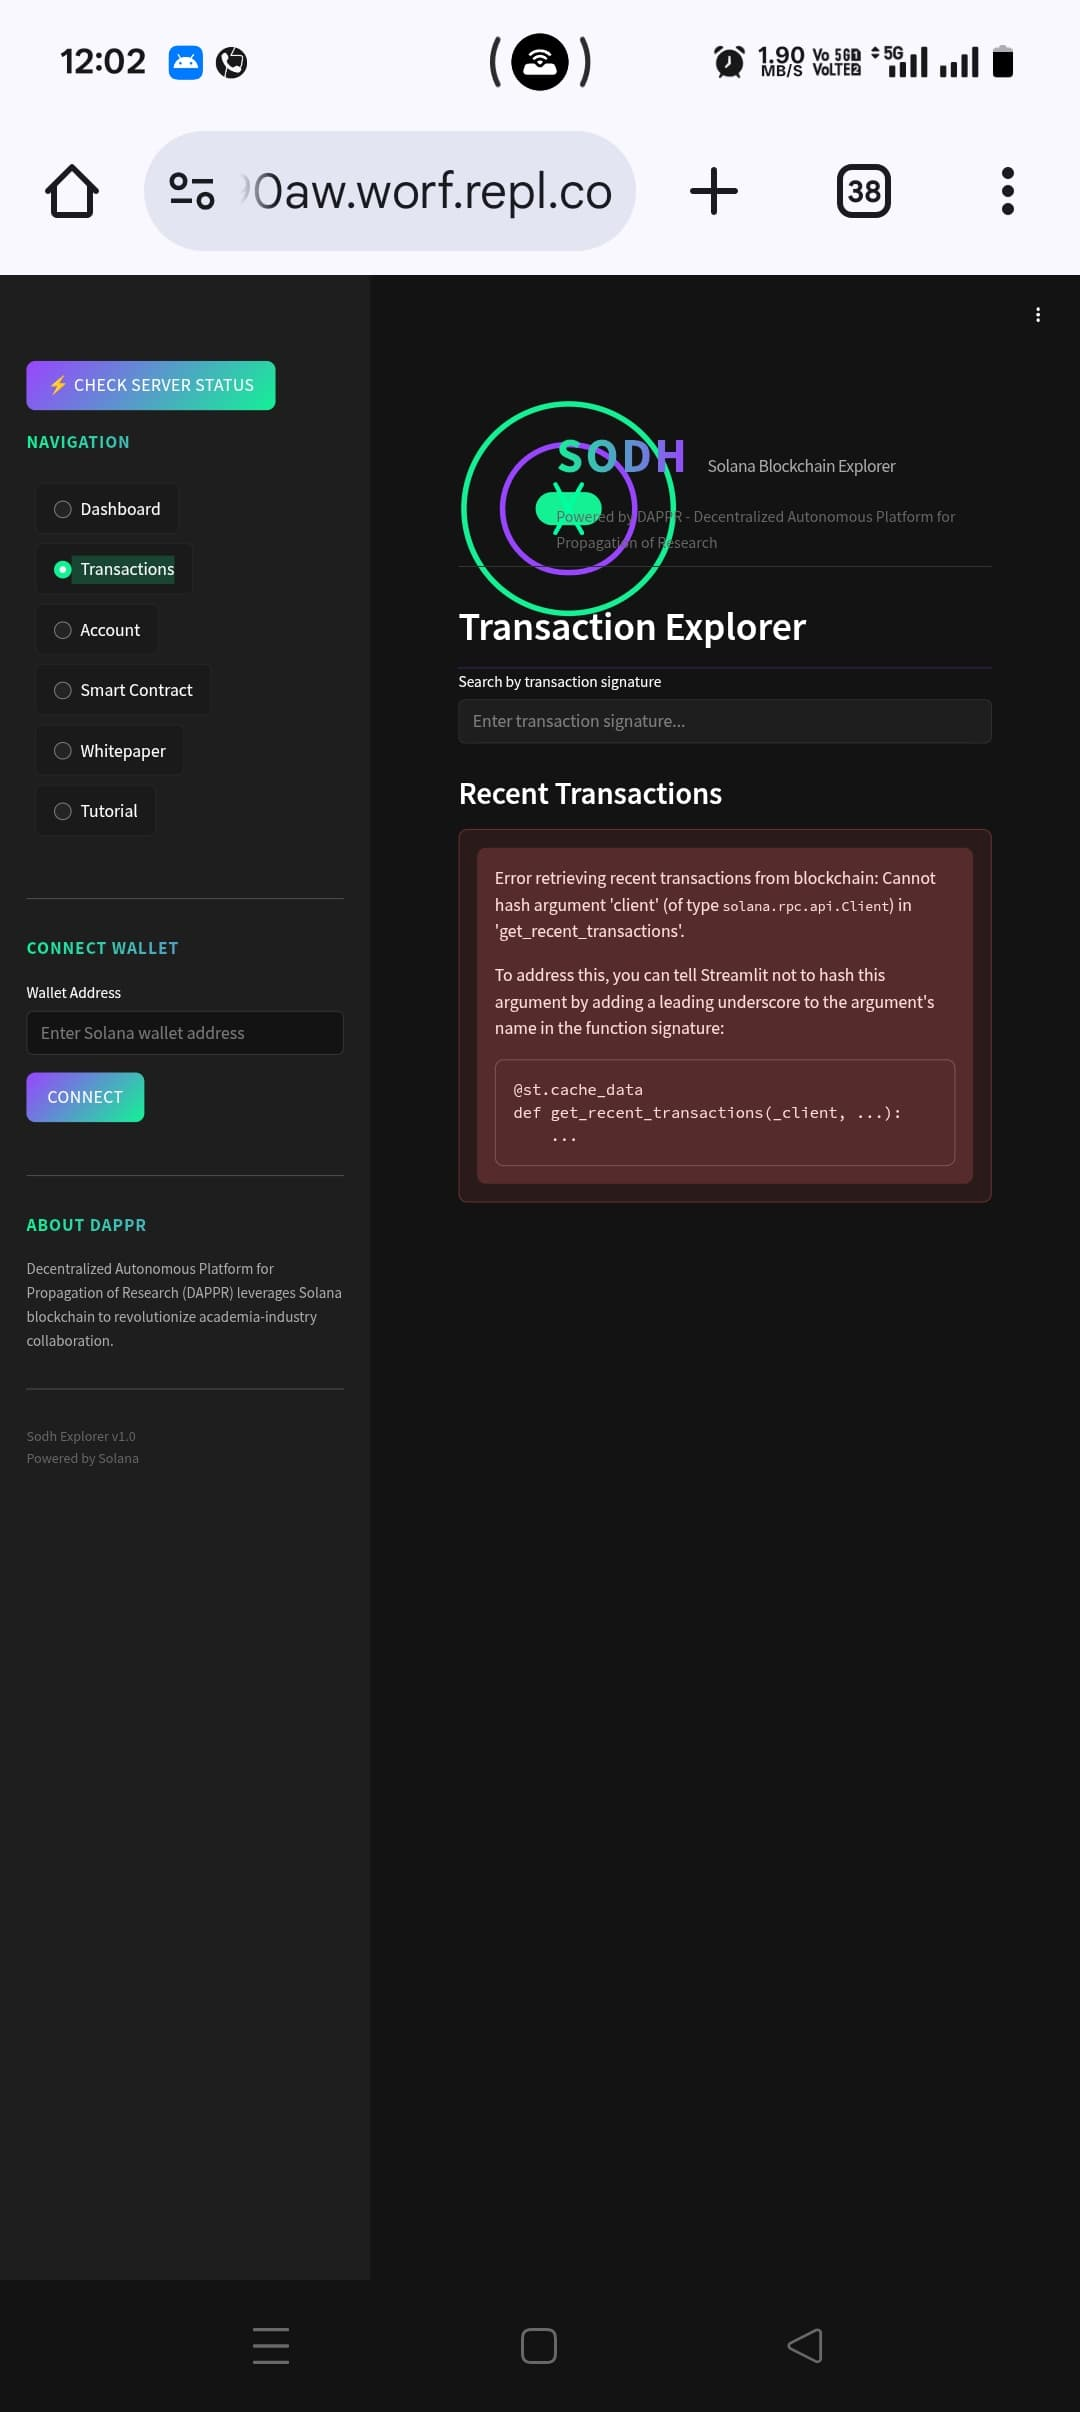 12:02
1.90 MB/S
Vo 5G 1
VoLTE 2
5G
0aw.worf.repl.co
38
⚡ CHECK SERVER STATUS
NAVIGATION
Dashboard
Transactions
Account
Smart Contract
Whitepaper
Tutorial
CONNECT WALLET
Wallet Address
Enter Solana wallet address
CONNECT
ABOUT DAPPR
Decentralized Autonomous Platform for
Propagation of Research (DAPPR) leverages Solana
blockchain to revolutionize academia-industry
collaboration.
Sodh Explorer v1.0
Powered by Solana
SODH Solana Blockchain Explorer
Powered by DAPPR - Decentralized Autonomous Platform for
Propagation of Research
Transaction Explorer
Search by transaction signature
Enter transaction signature...
Recent Transactions
Error retrieving recent transactions from blockchain: Cannot
hash argument 'client' (of type solana.rpc.api.Client) in
'get_recent_transactions'.
To address this, you can tell Streamlit not to hash this
argument by adding a leading underscore to the argument's
name in the function signature:
@st.cache_data
def get_recent_transactions(_client, ...):
    ...